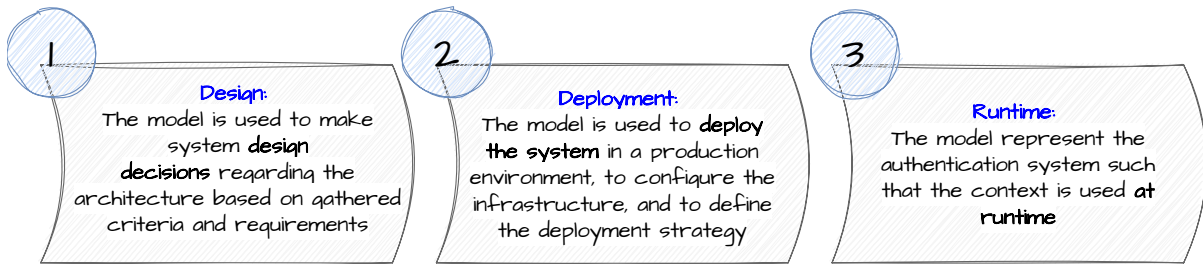 1
Design:
The model is used to make
system design
decisions regarding the
architecture based on gathered
criteria and requirements
2
Deployment:
The model is used to deploy
the system in a production
environment, to configure the
infrastructure, and to define
the deployment strategy
3
Runtime:
The model represent the
authentication system such
that the context is used at
runtime